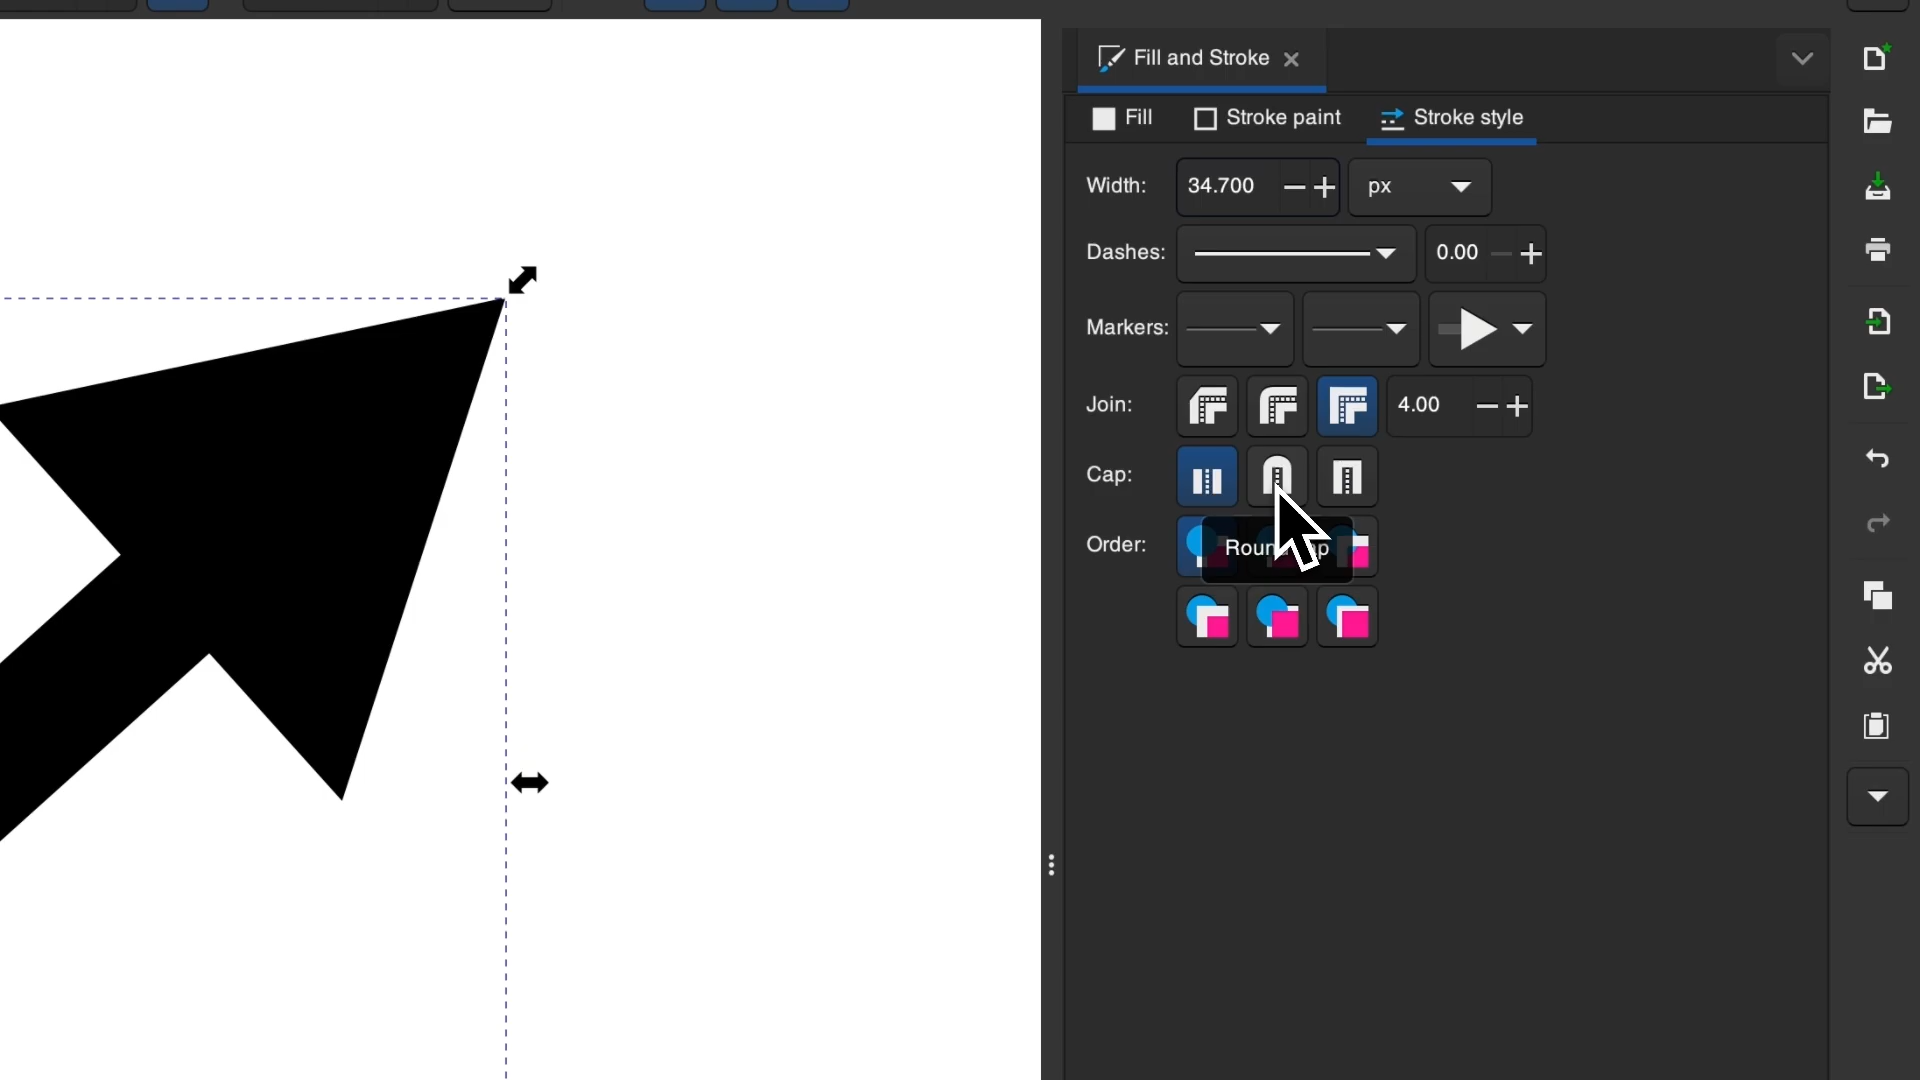 Fill and Stroke
Fill Stroke paint Stroke style
Width: 34.700 px
Dashes: 0.00
Markers:
Join: 4.00
Cap:
Order: